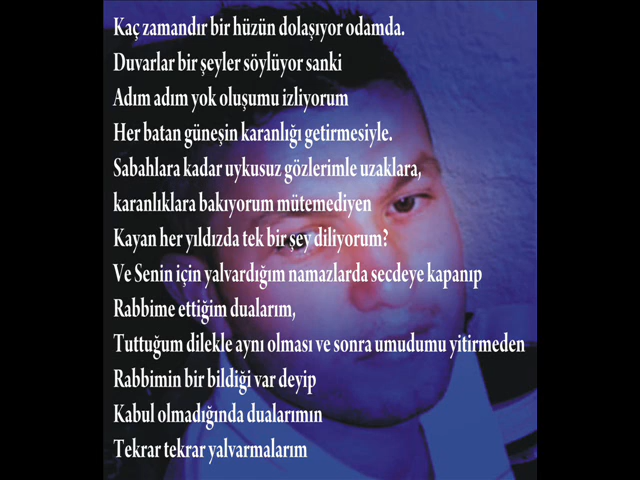 Kaç zamandır bir hüzün dolaşıyor odamda.
Duvarlar bir şeyler söylüyor sanki
Adım adım yok oluşumu izliyorum
Her batan güneşin karanlığı getirmesiyle.
Sabahlara kadar uykusuz gözlerimle uzaklara,
karanlıklara bakıyorum mütemediyen
Kayan her yıldızda tek bir şey diliyorum?
Ve Senin için yalvardığım namazlarda secdeye kapanıp
Rabbime ettiğim dualarım,
Tuttuğum dilekle aynı olması ve sonra umudumu yitirmeden
Rabbimin bir bildiği var deyip
Kabul olmadığında dualarımın
Tekrar tekrar yalvarmalarım